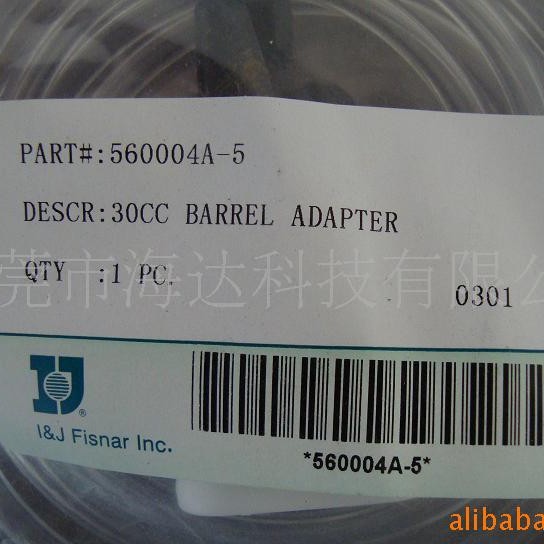 PART#:560004A-5
DESCR:30CC BARREL ADAPTER
QTY :1 PC.
莞市海达科技有限公
0301
IJ
®
I&J Fisnar Inc.
*560004A-5*
alibaba